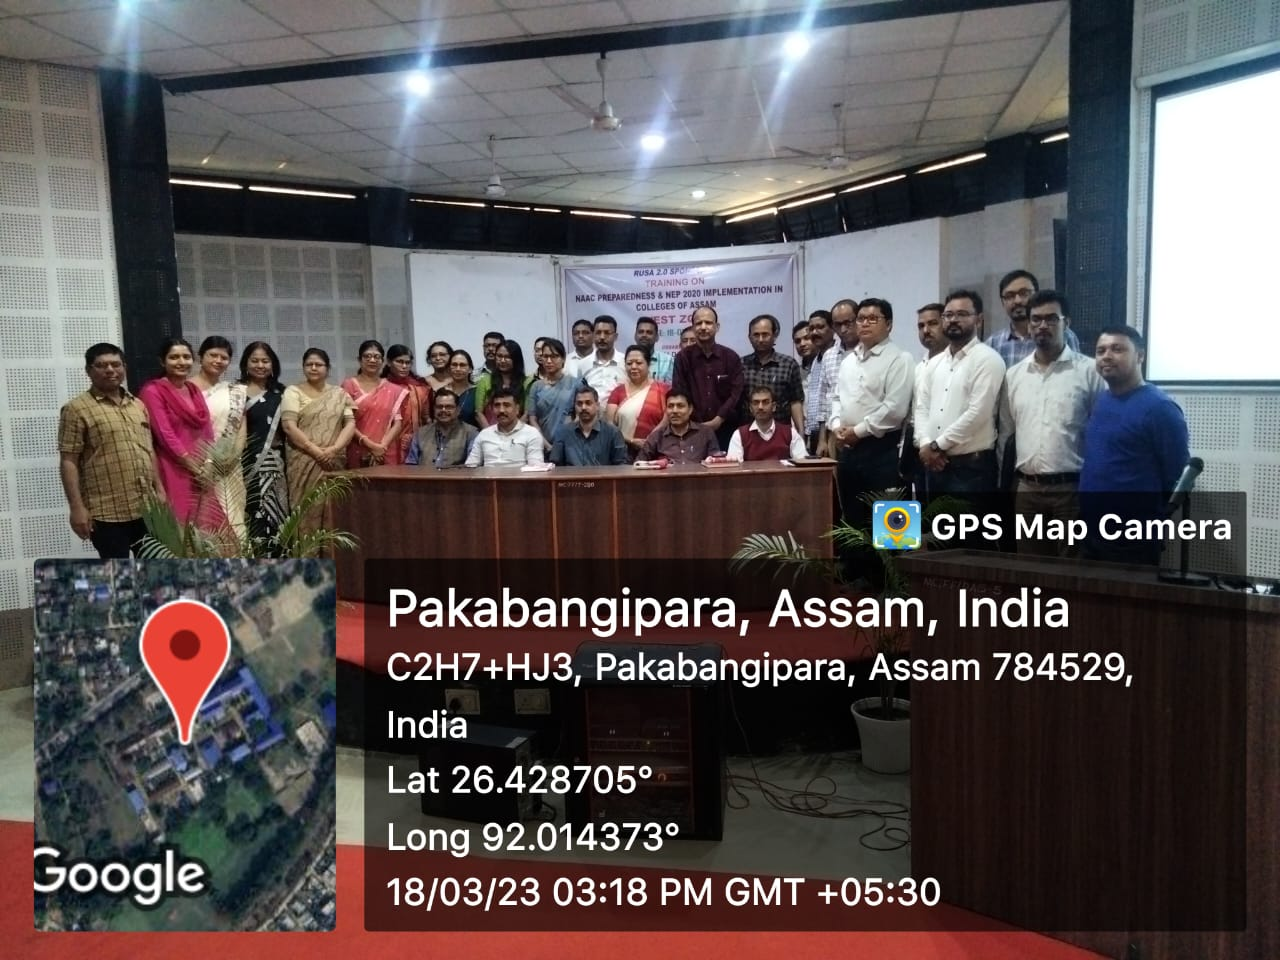 RUSA 2.0
TRAINING ON
NAAC PREPAREDNESS & NEP 2020 IMPLEMENTATION IN
COLLEGES OF ASSAM
GPS Map Camera
Pakabangipara, Assam, India
C2H7+HJ3, Pakabangipara, Assam 784529,
India
Lat 26.428705°
Long 92.014373°
18/03/23 03:18 PM GMT +05:30
Google